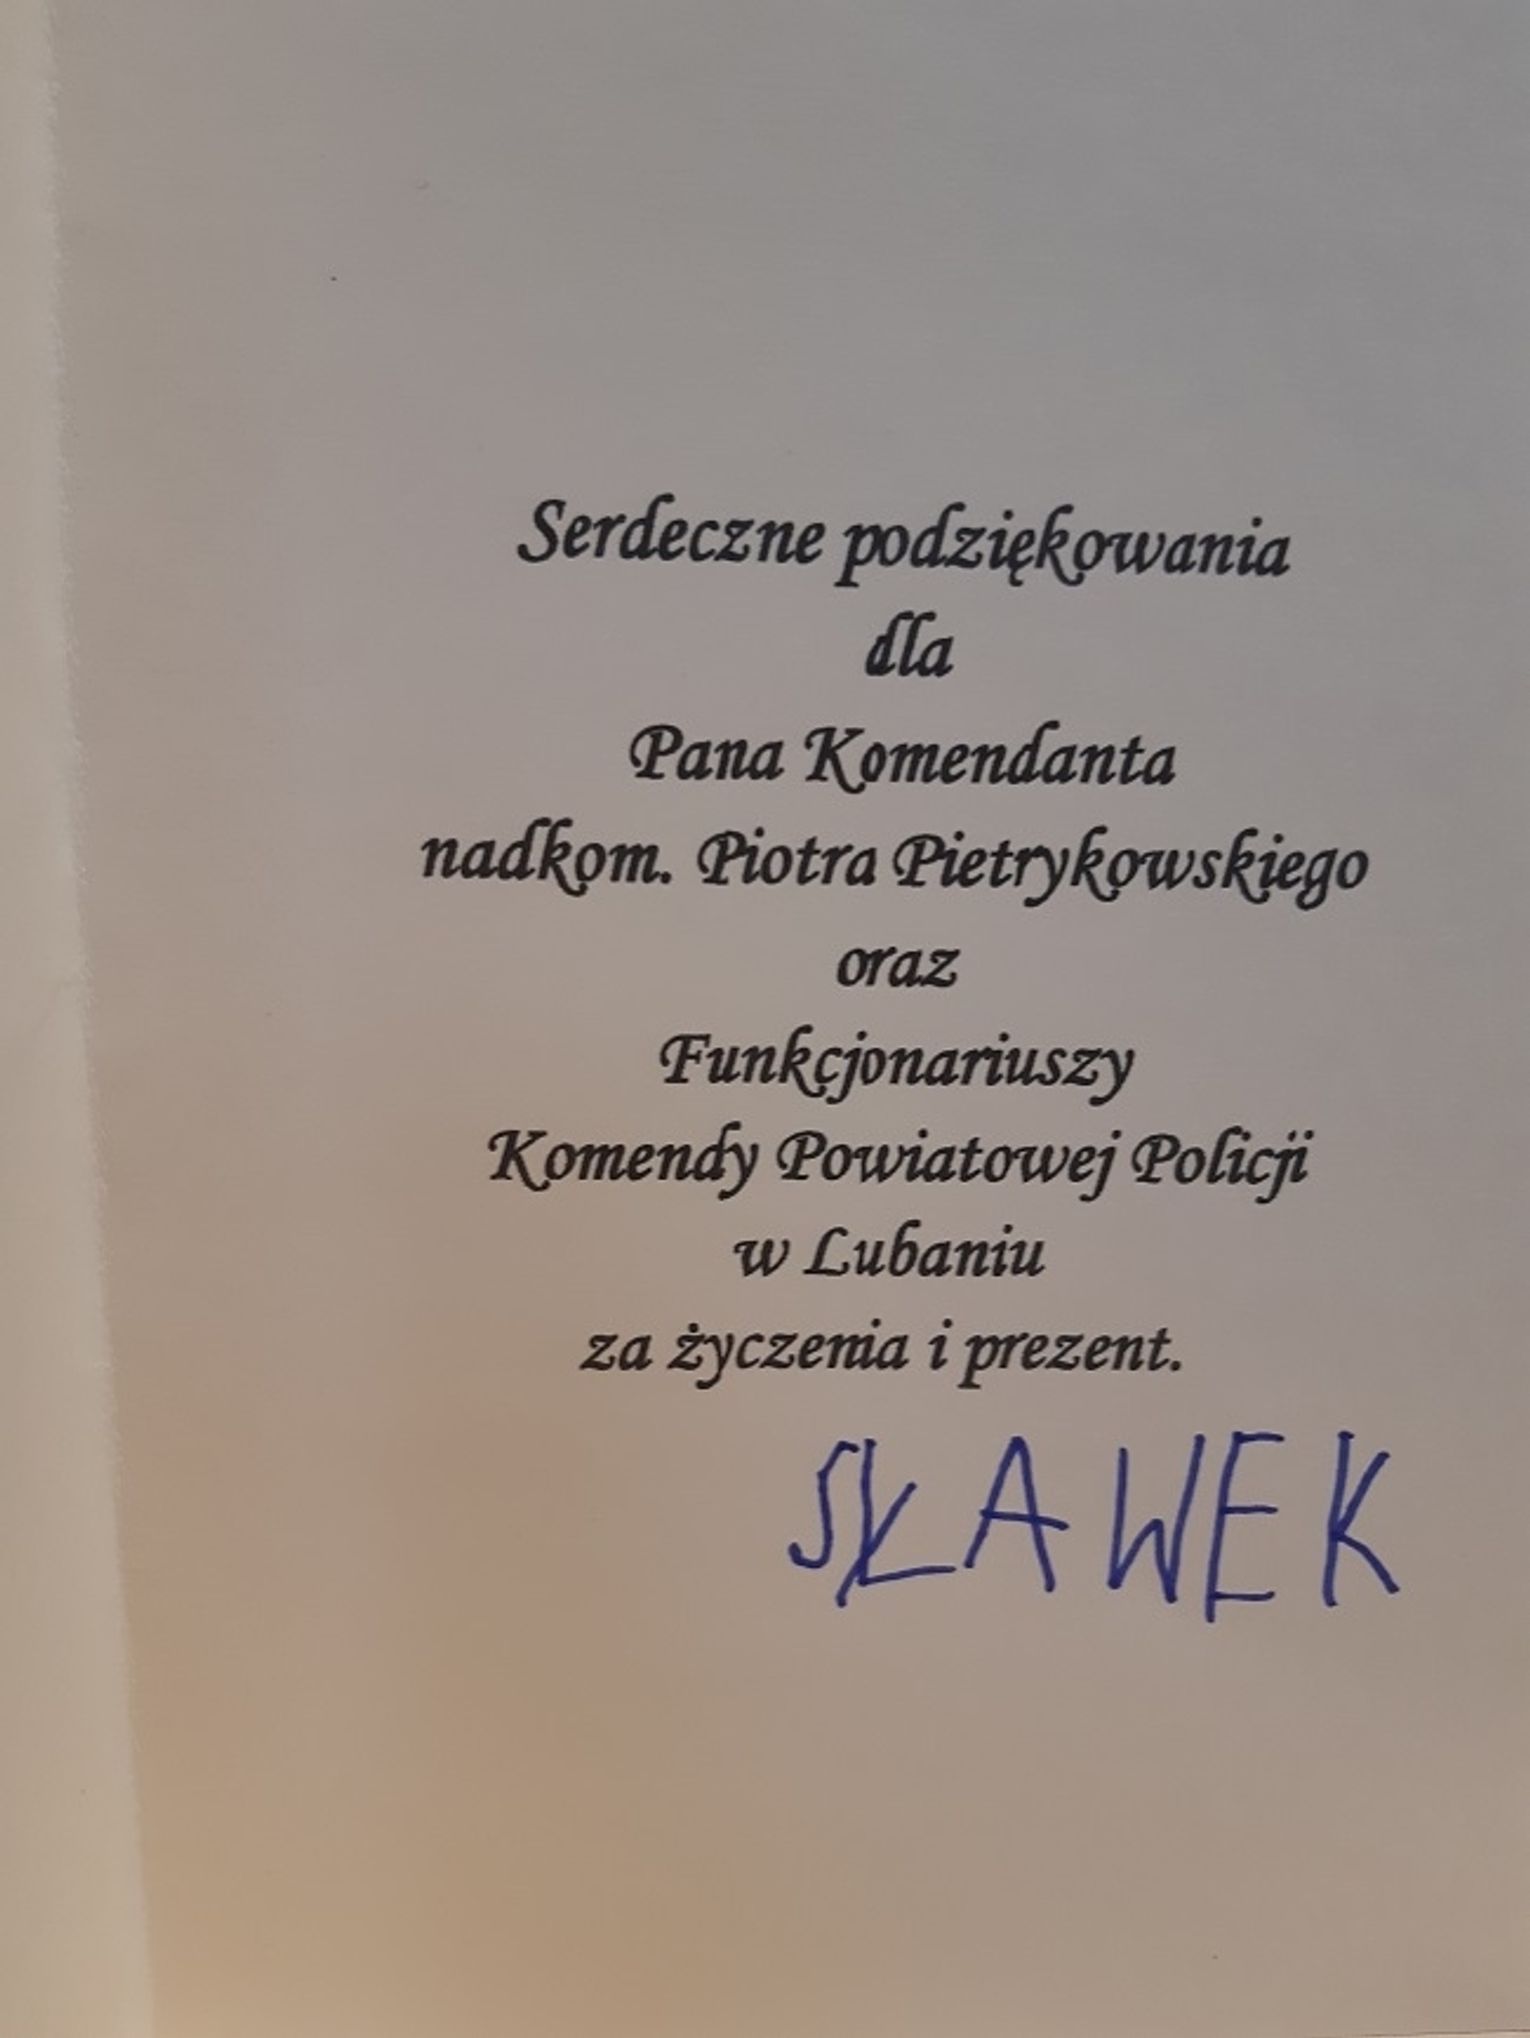 Serdeczne podziękowania
dla
Pana Komendanta
nadkom. Piotra Pietrykowskiego
oraz
Funkcjonariuszy
Komendy Powiatowej Policji
w Lubaniu
za życzenia i prezent.
SŁAWEK